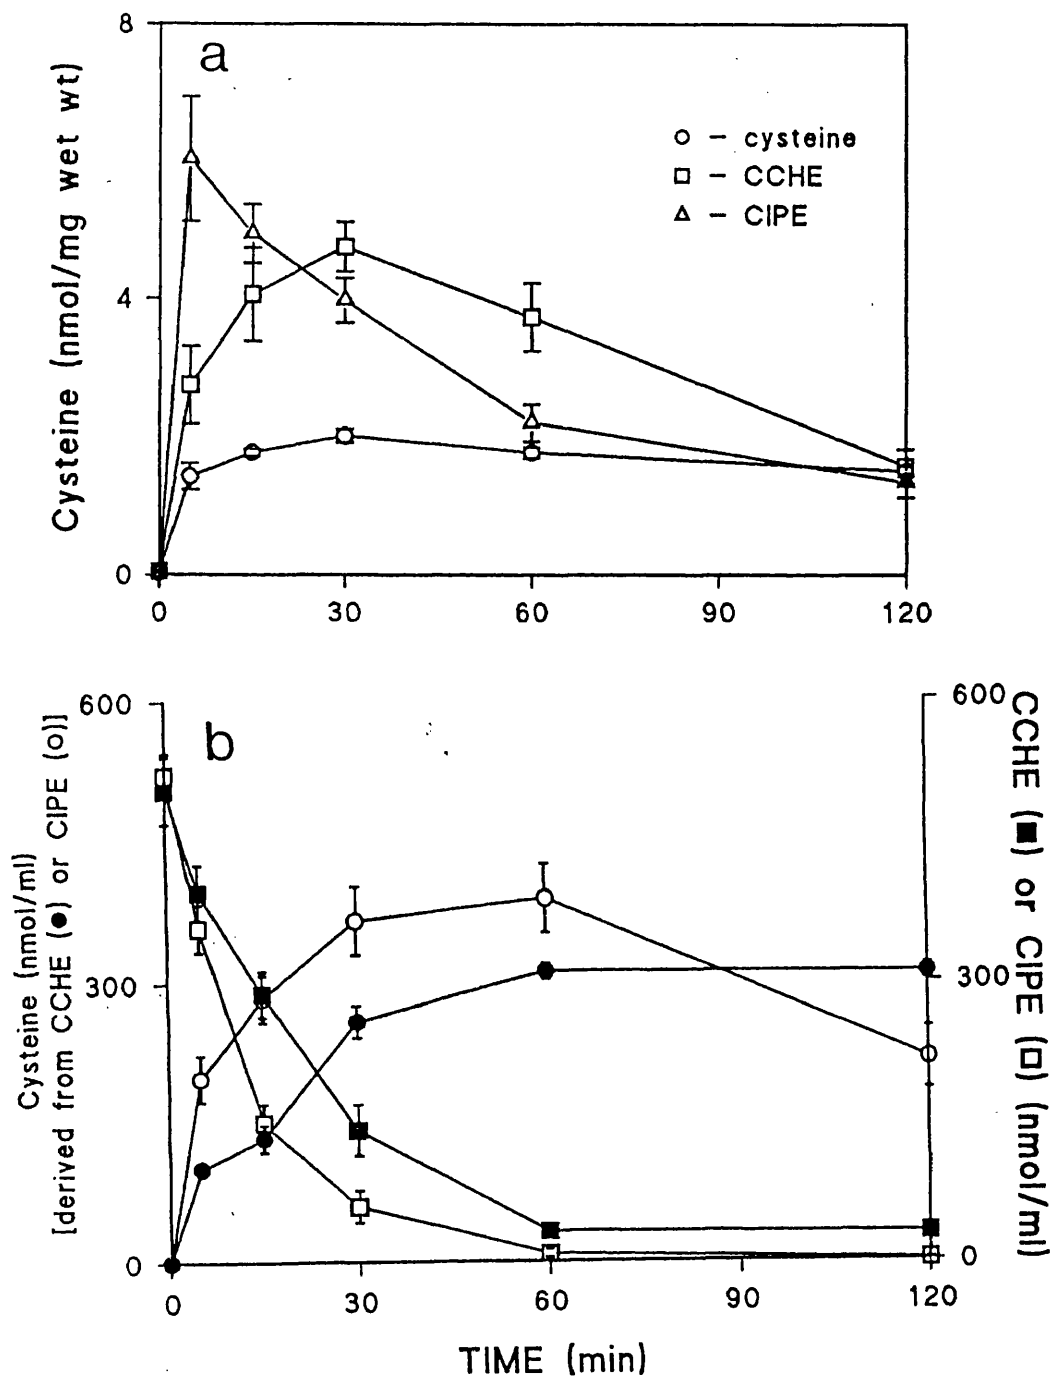 8
a
Cysteine (nmol/mg wet wt)
○ – cysteine
□ – CCHE
△ – CIPE
4
0
0 30 60 90 120
600
b
600
Cysteine (nmol/ml)
[derived from CCHE (●) or CIPE (○)]
CCHE (■) or CIPE (□) (nmol/ml)
300
300
0
0
0 30 60 90 120
TIME (min)